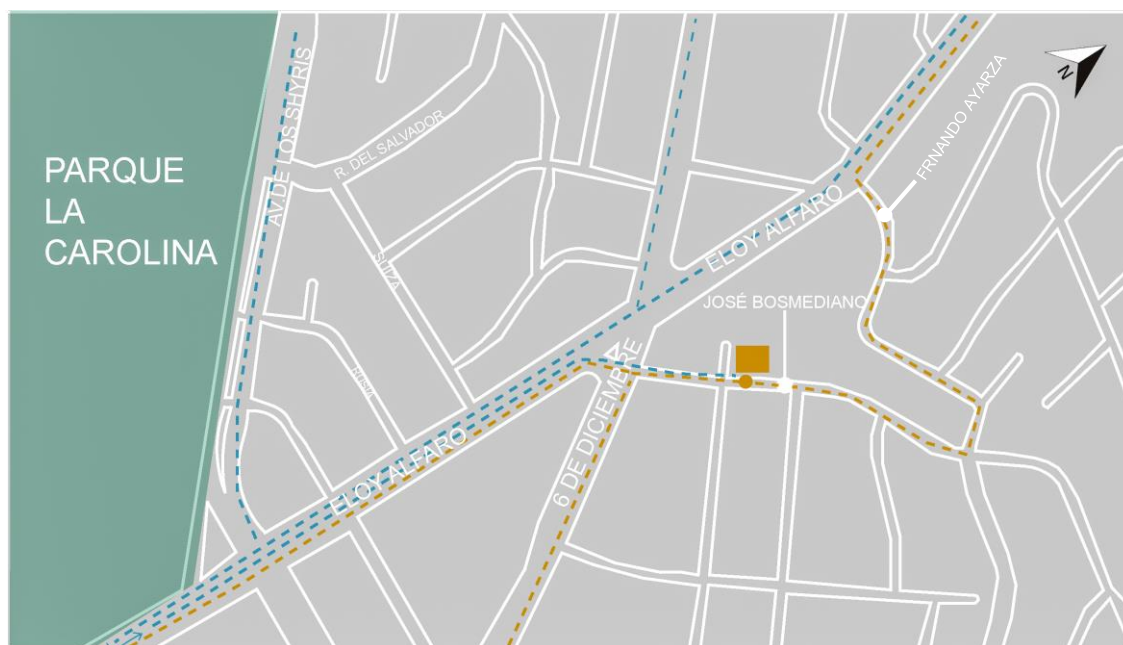 PARQUE
LA
CAROLINA
AV.DE LOS SHYRIS
R. DEL SALVADOR
SUIZA
RUSIA
ELOY ALFARO
6 DE DICIEMBRE
ELOY ALFARO
JOSÉ BOSMEDIANO
FRNANDO AYARZA
N